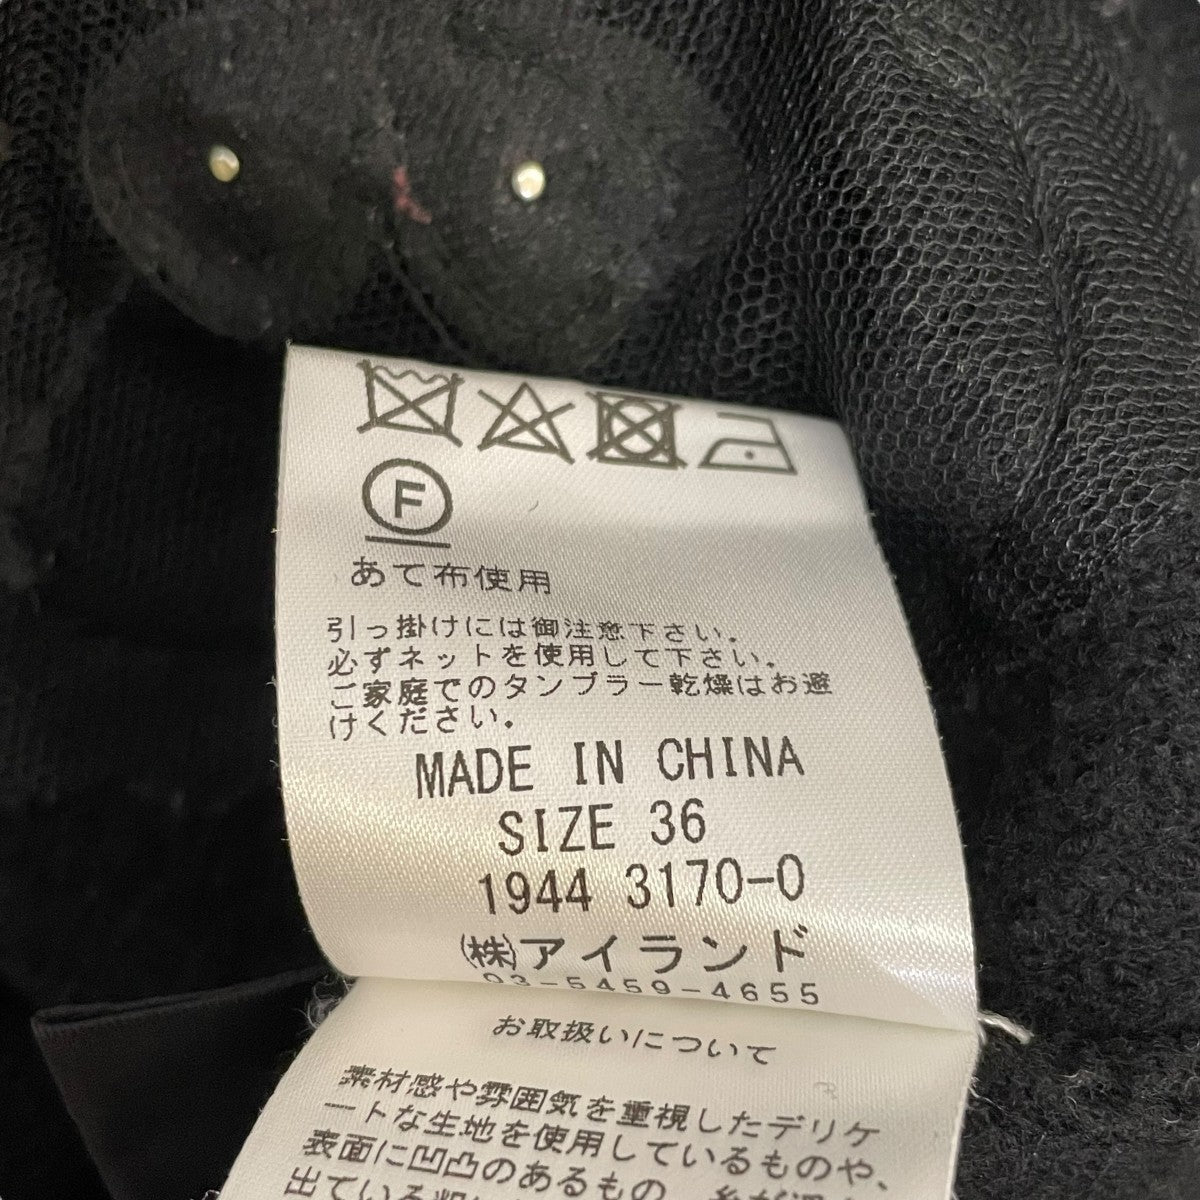 F
あて布使用
引っ掛けには御注意下さい。
必ずネットを使用して下さい。
ご家庭でのタンブラー乾燥はお避
けください。
MADE IN CHINA
SIZE 36
1944 3170-0
(株)アイランド
03-5459-4655
お取扱いについて
素材感や雰囲気を重視したデリケ
ートな生地を使用しているものや、
表面に凹凸のあるもの、糸が
出ている